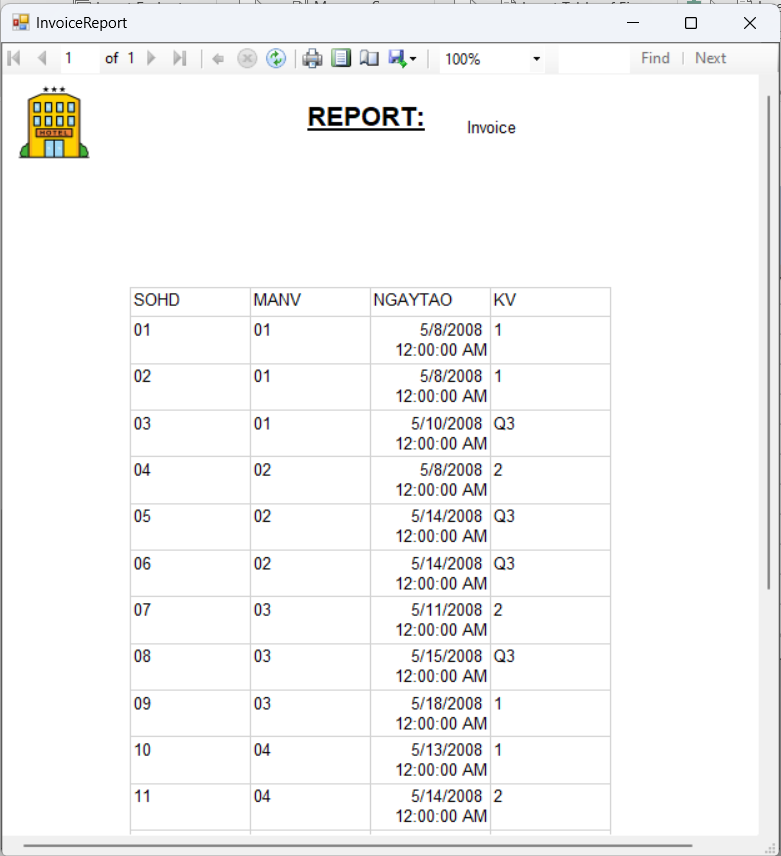 InvoiceReport
1 of 1 100% Find Next
HOTEL
REPORT: Invoice
SOHD MANV NGAYTAO KV
01 01 5/8/2008 1
12:00:00 AM
02 01 5/8/2008 1
12:00:00 AM
03 01 5/10/2008 Q3
12:00:00 AM
04 02 5/8/2008 2
12:00:00 AM
05 02 5/14/2008 Q3
12:00:00 AM
06 02 5/14/2008 Q3
12:00:00 AM
07 03 5/11/2008 2
12:00:00 AM
08 03 5/15/2008 Q3
12:00:00 AM
09 03 5/18/2008 1
12:00:00 AM
10 04 5/13/2008 1
12:00:00 AM
11 04 5/14/2008 2
12:00:00 AM